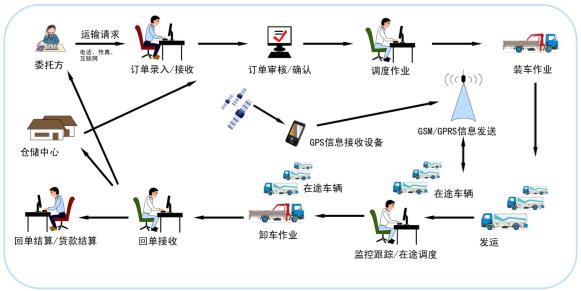 运输请求
电话、传真、
互联网
委托方
订单录入/接收
订单审核/确认
调度作业
装车作业
仓储中心
GPS信息接收设备
GSM/GPRS信息发送
在途车辆
在途车辆
回单结算/货款结算
回单接收
卸车作业
监控跟踪/在途调度
发运